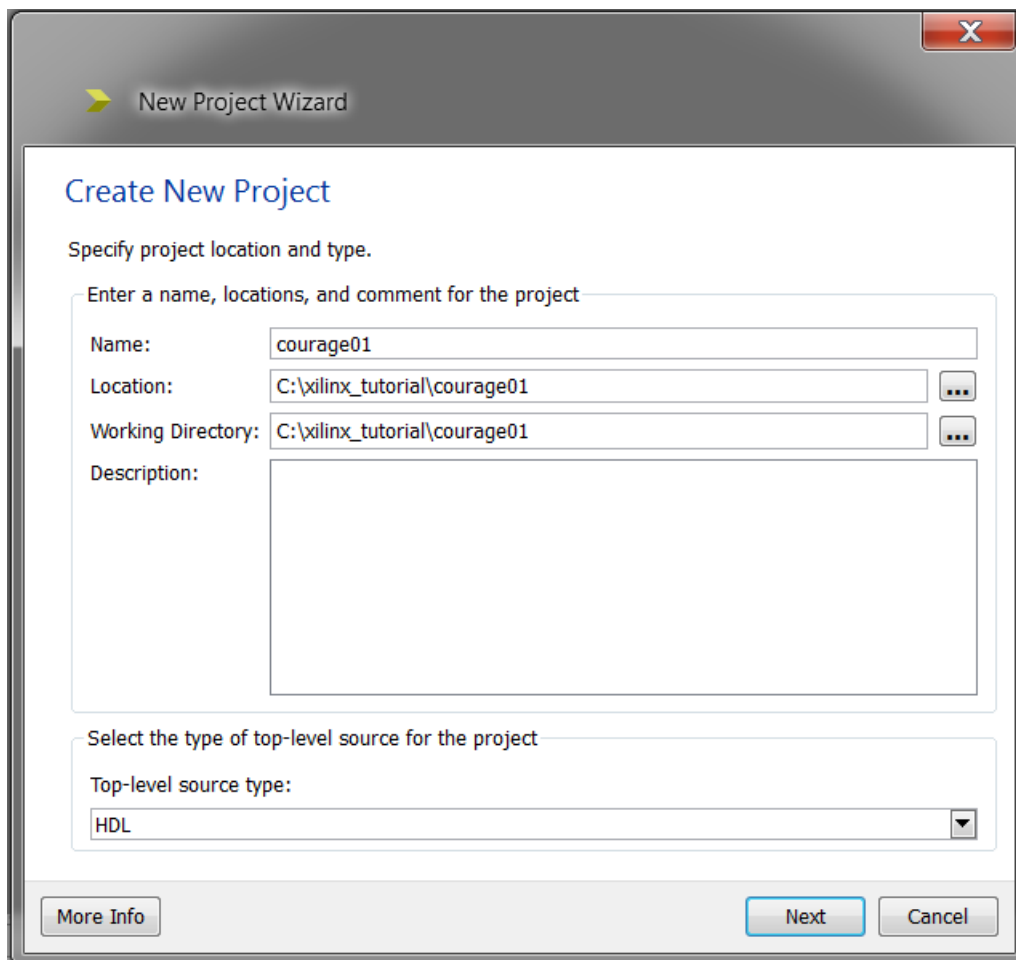 New Project Wizard
Create New Project
Specify project location and type.
Enter a name, locations, and comment for the project
Name: courage01
Location: C:\xilinx_tutorial\courage01 ...
Working Directory: C:\xilinx_tutorial\courage01 ...
Description:
Select the type of top-level source for the project
Top-level source type:
HDL
More Info Next Cancel